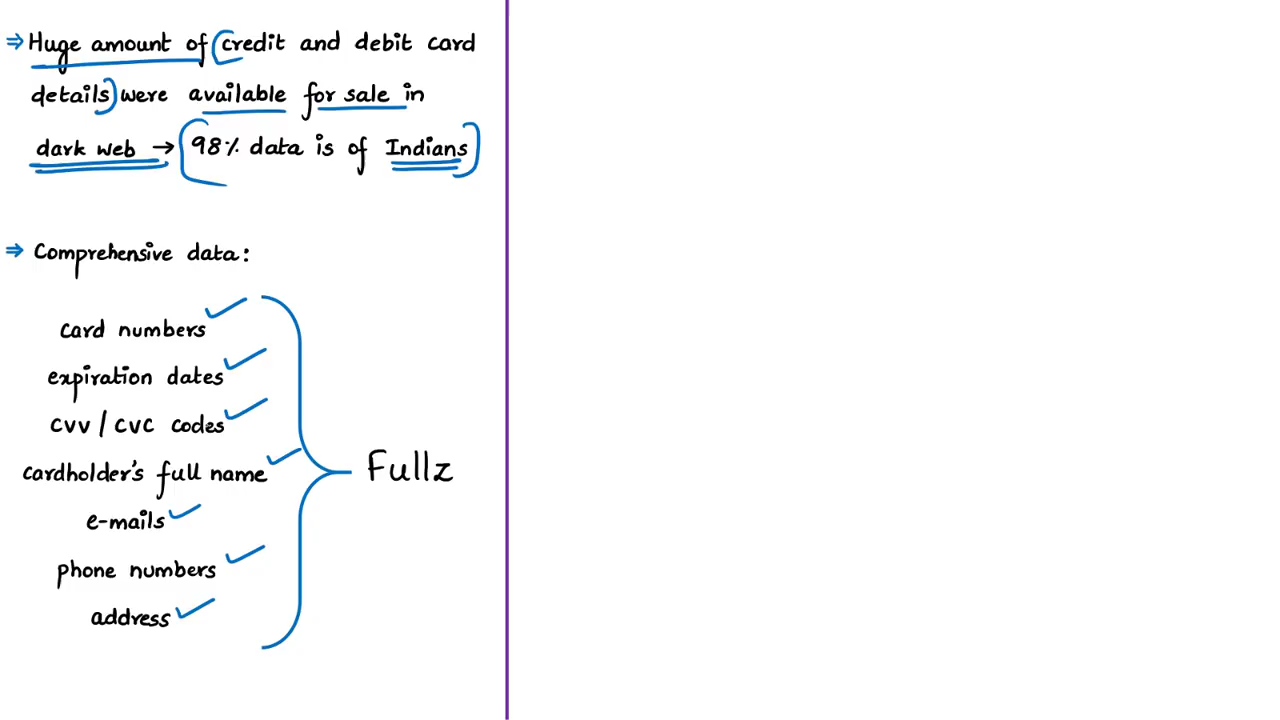 ⇒ Huge amount of (credit and debit card
details) were available for sale in
dark web → (98% data is of Indians)
⇒ Comprehensive data:
card numbers
expiration dates
CVV / CVC codes
cardholder's full name
e-mails
phone numbers
address
Fullz